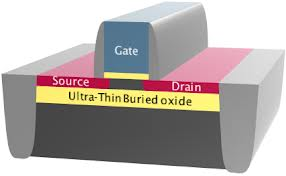 Gate
Source Drain
Ultra-Thin Buried oxide